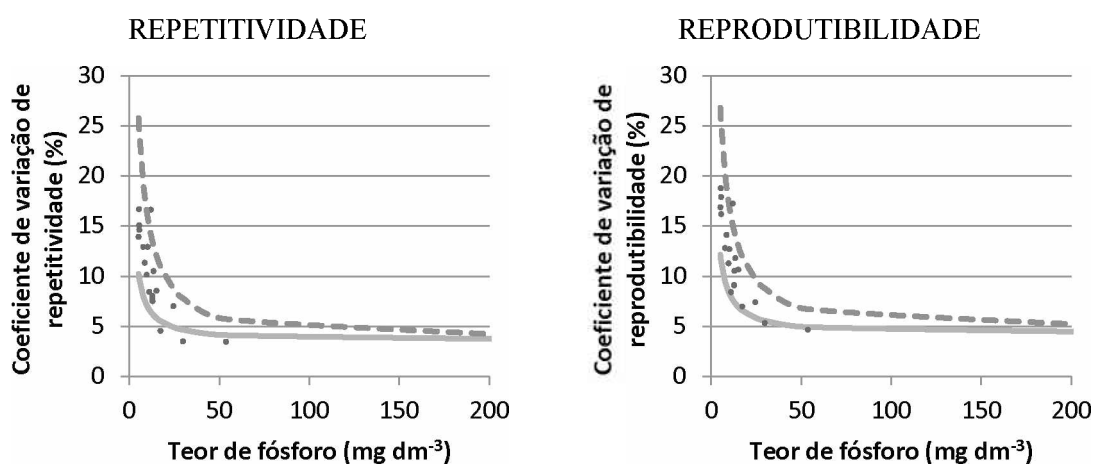 REPETITIVIDADE
Coeficiente de variação de
repetitividade (%)
30
25
20
15
10
5
0
0 50 100 150 200
Teor de fósforo (mg dm⁻³)
REPRODUTIBILIDADE
Coeficiente de variação de
reprodutibilidade (%)
30
25
20
15
10
5
0
0 50 100 150 200
Teor de fósforo (mg dm⁻³)